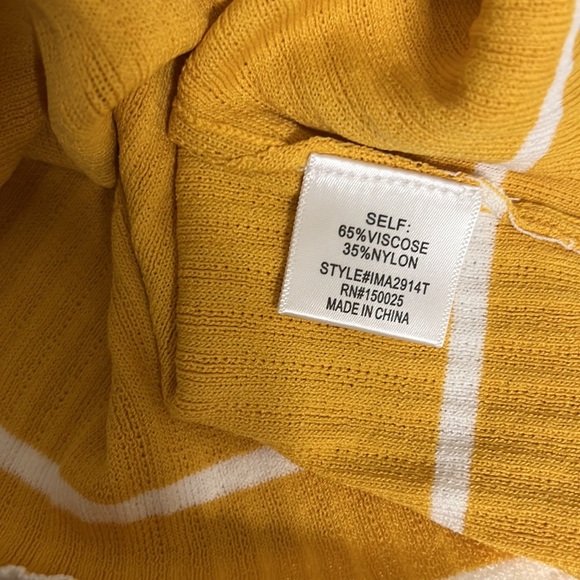 SELF:
65%VISCOSE
35%NYLON
STYLE#IMA2914T
RN#150025
MADE IN CHINA